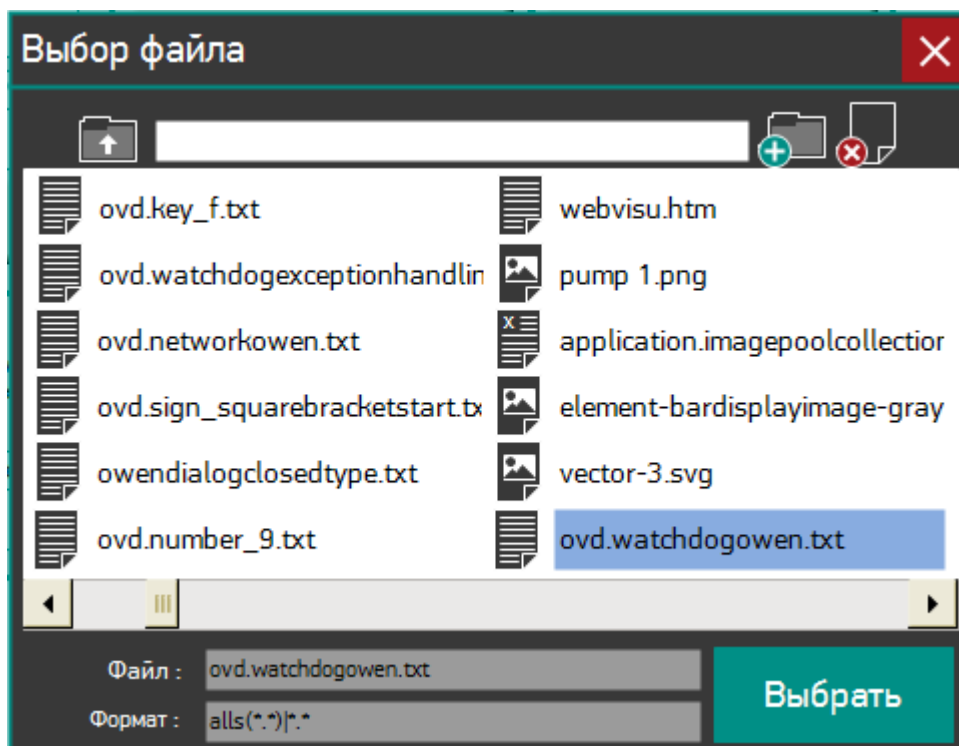 Выбор файла
ovd.key_f.txt
ovd.watchdogexceptionhandlin
ovd.networkowen.txt
ovd.sign_squarebracketstart.tx
owendialogclosedtype.txt
ovd.number_9.txt
webvisu.htm
pump 1.png
application.imagepoolcollection
element-bardisplayimage-gray
vector-3.svg
ovd.watchdogowen.txt
Файл : ovd.watchdogowen.txt
Формат : alls(*.*)|*.*
Выбрать